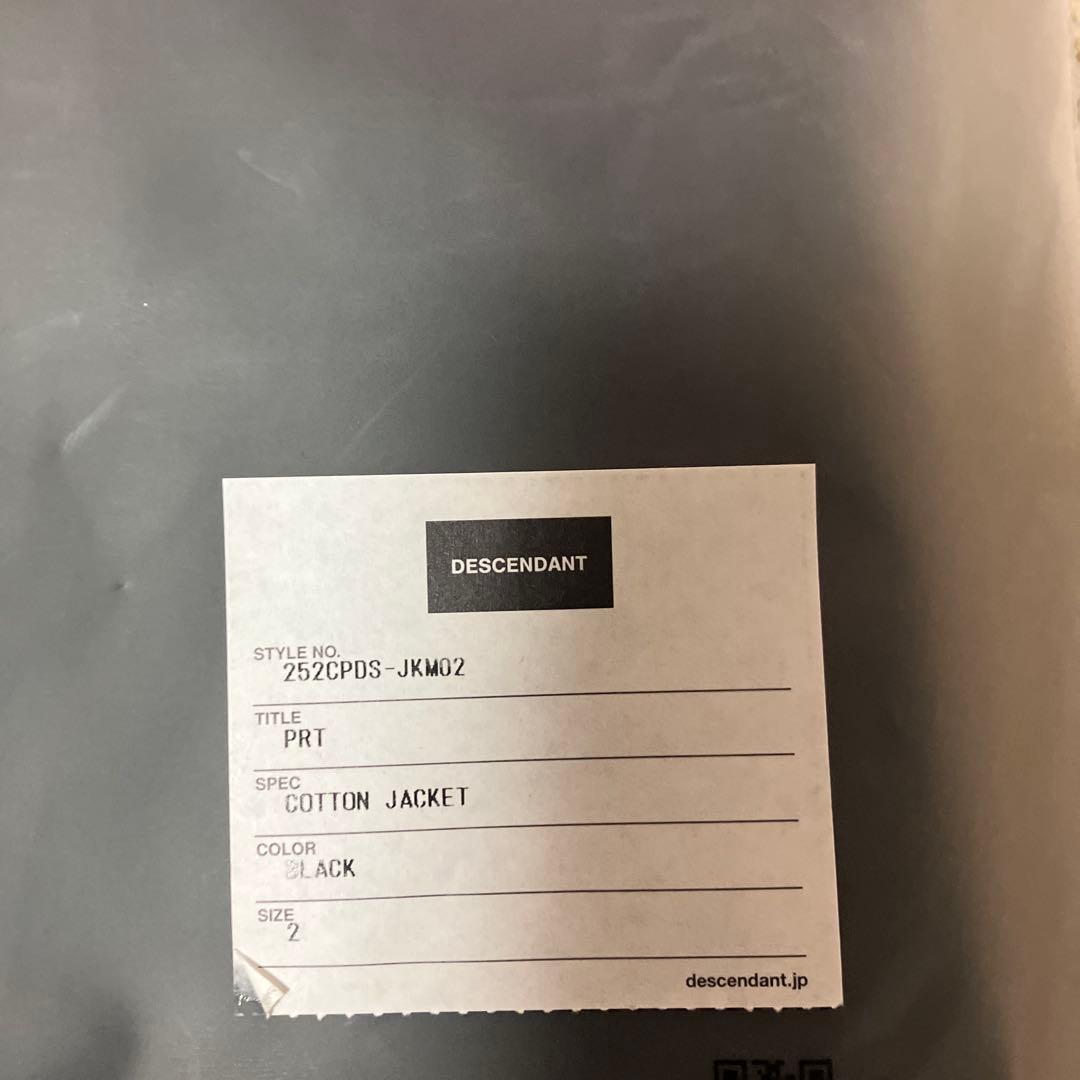 DESCENDANT
STYLE NO.
252CPDS-JKM02
TITLE
PRT
SPEC
COTTON JACKET
COLOR
BLACK
SIZE
2
descendant.jp